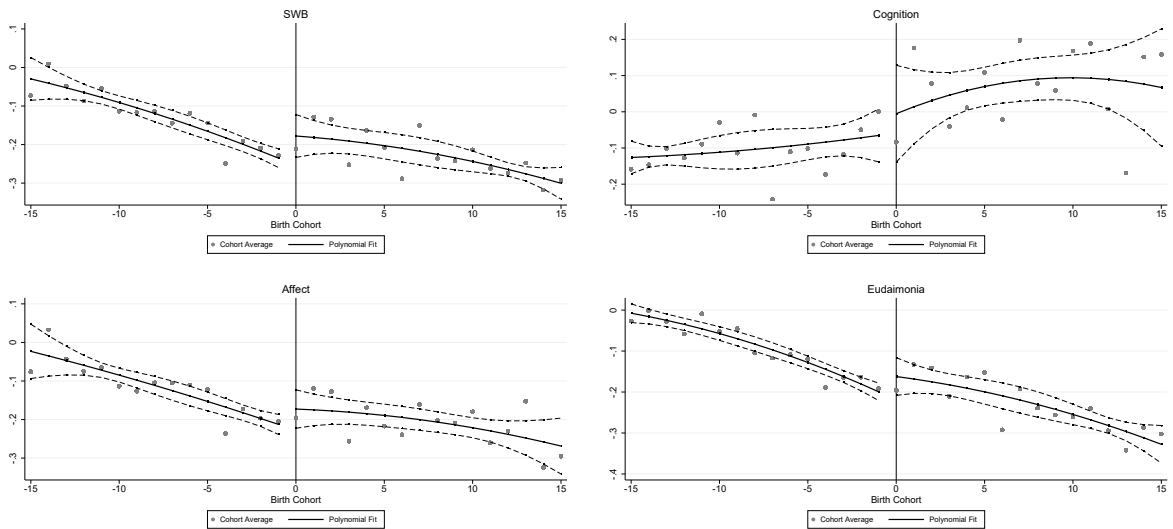 SWB
.1
0
-.1
-.2
-.3
-15 -10 -5 0 5 10 15
Birth Cohort
Cohort Average Polynomial Fit
Cognition
.2
.1
0
-.1
-.2
-15 -10 -5 0 5 10 15
Birth Cohort
Cohort Average Polynomial Fit
Affect
.1
0
-.1
-.2
-.3
-15 -10 -5 0 5 10 15
Birth Cohort
Cohort Average Polynomial Fit
Eudaimonia
0
-.1
-.2
-.3
-.4
-15 -10 -5 0 5 10 15
Birth Cohort
Cohort Average Polynomial Fit